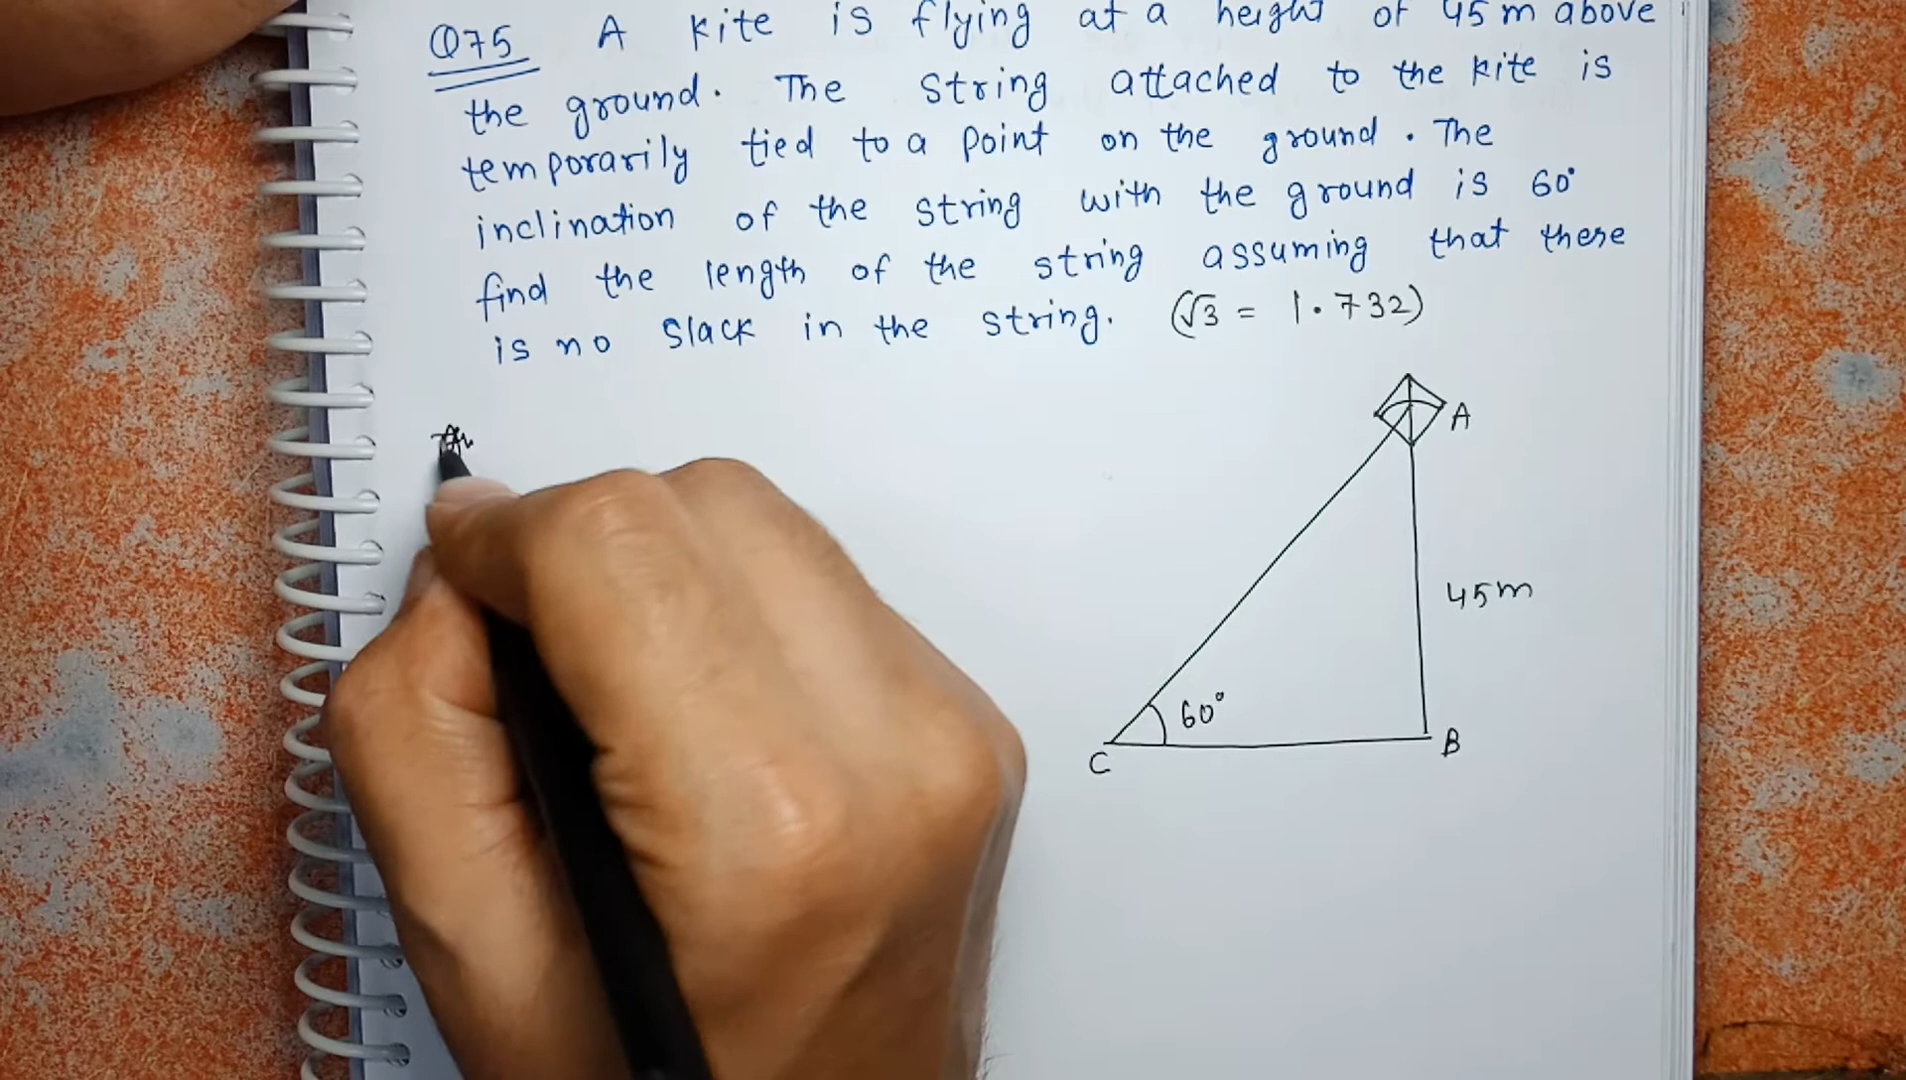 Q75 A kite is flying at a height of 45 m above
the ground. The string attached to the kite is
temporarily tied to a point on the ground. The
inclination of the string with the ground is 60°
find the length of the string assuming that there
is no slack in the string. (√3 = 1.732)
A
45m
60°
C
B